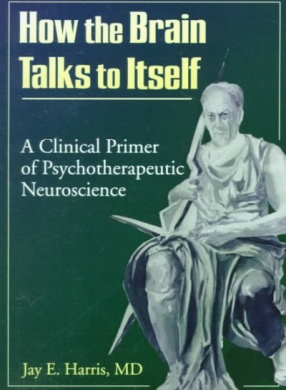 How the Brain
Talks to Itself
A Clinical Primer
of Psychotherapeutic
Neuroscience
Jay E. Harris, MD